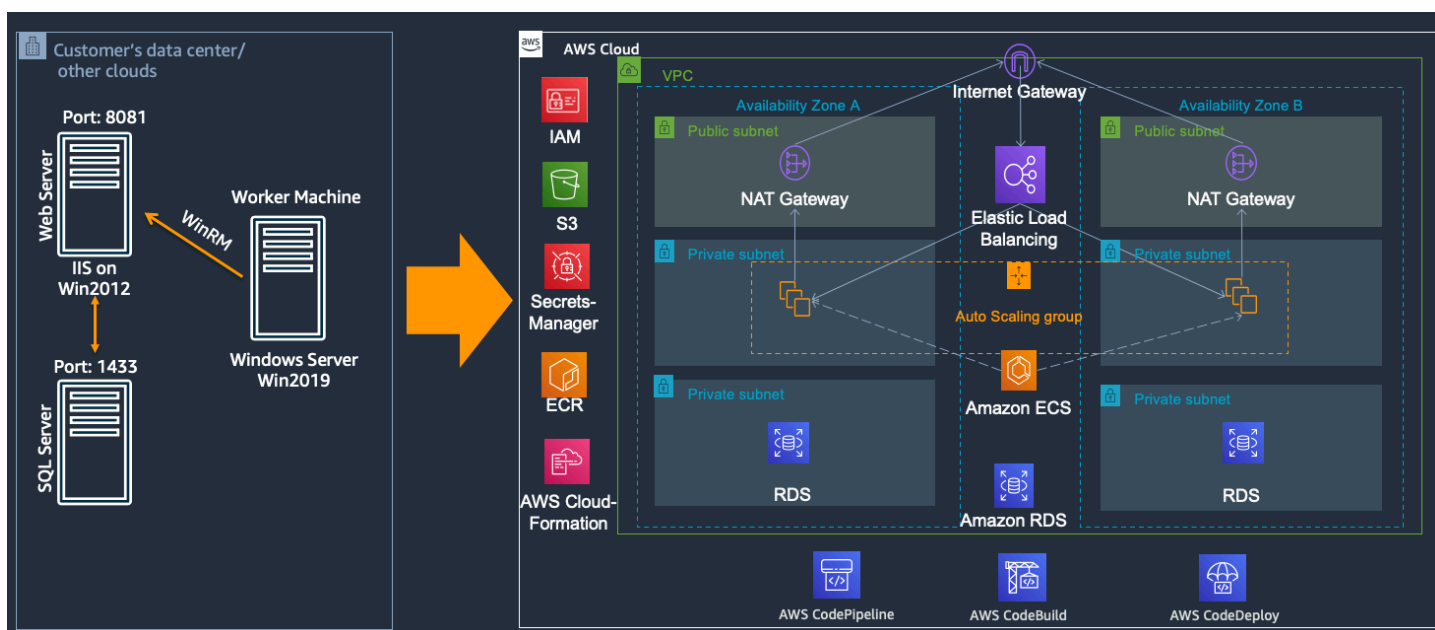 Customer's data center/
other clouds
Port: 8081
Web Server
IIS on
Win2012
WinRM
Worker Machine
Windows Server
Win2019
Port: 1433
SQL Server
aws
AWS Cloud
IAM
S3
Secrets-
Manager
ECR
AWS Cloud-
Formation
VPC
Internet Gateway
Availability Zone A
Public subnet
NAT Gateway
Private subnet
Private subnet
RDS
Elastic Load
Balancing
Auto Scaling group
Amazon ECS
Amazon RDS
Availability Zone B
Public subnet
NAT Gateway
Private subnet
Private subnet
RDS
AWS CodePipeline
AWS CodeBuild
AWS CodeDeploy